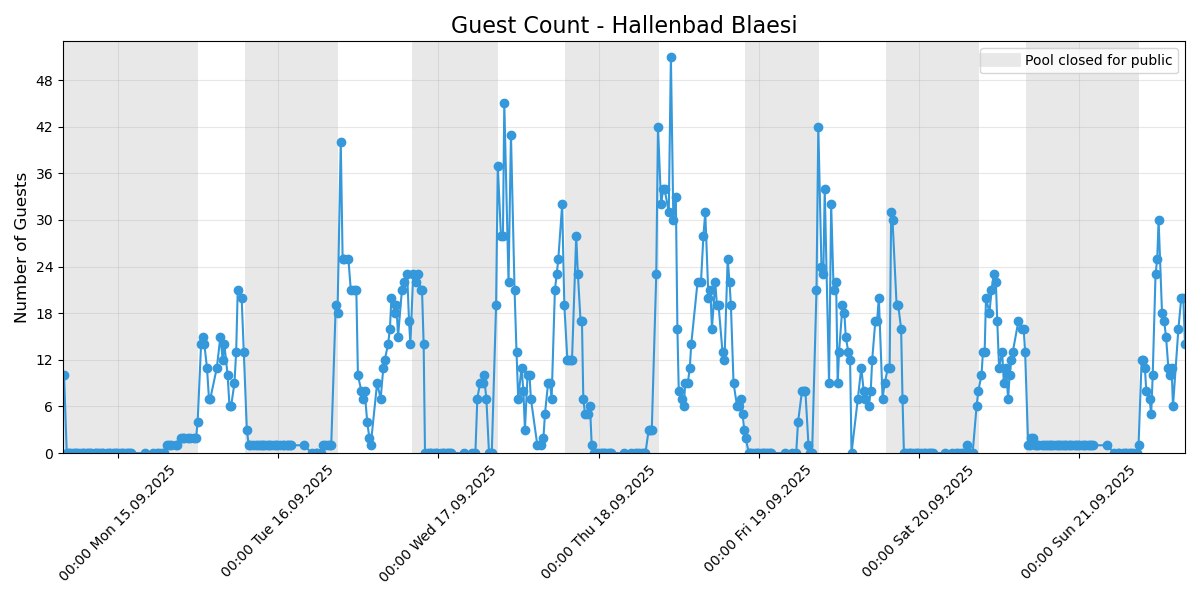 Guest Count - Hallenbad Blaesi
Pool closed for public
Number of Guests
48
42
36
30
24
18
12
6
0
00:00 Mon 15.09.2025
00:00 Tue 16.09.2025
00:00 Wed 17.09.2025
00:00 Thu 18.09.2025
00:00 Fri 19.09.2025
00:00 Sat 20.09.2025
00:00 Sun 21.09.2025